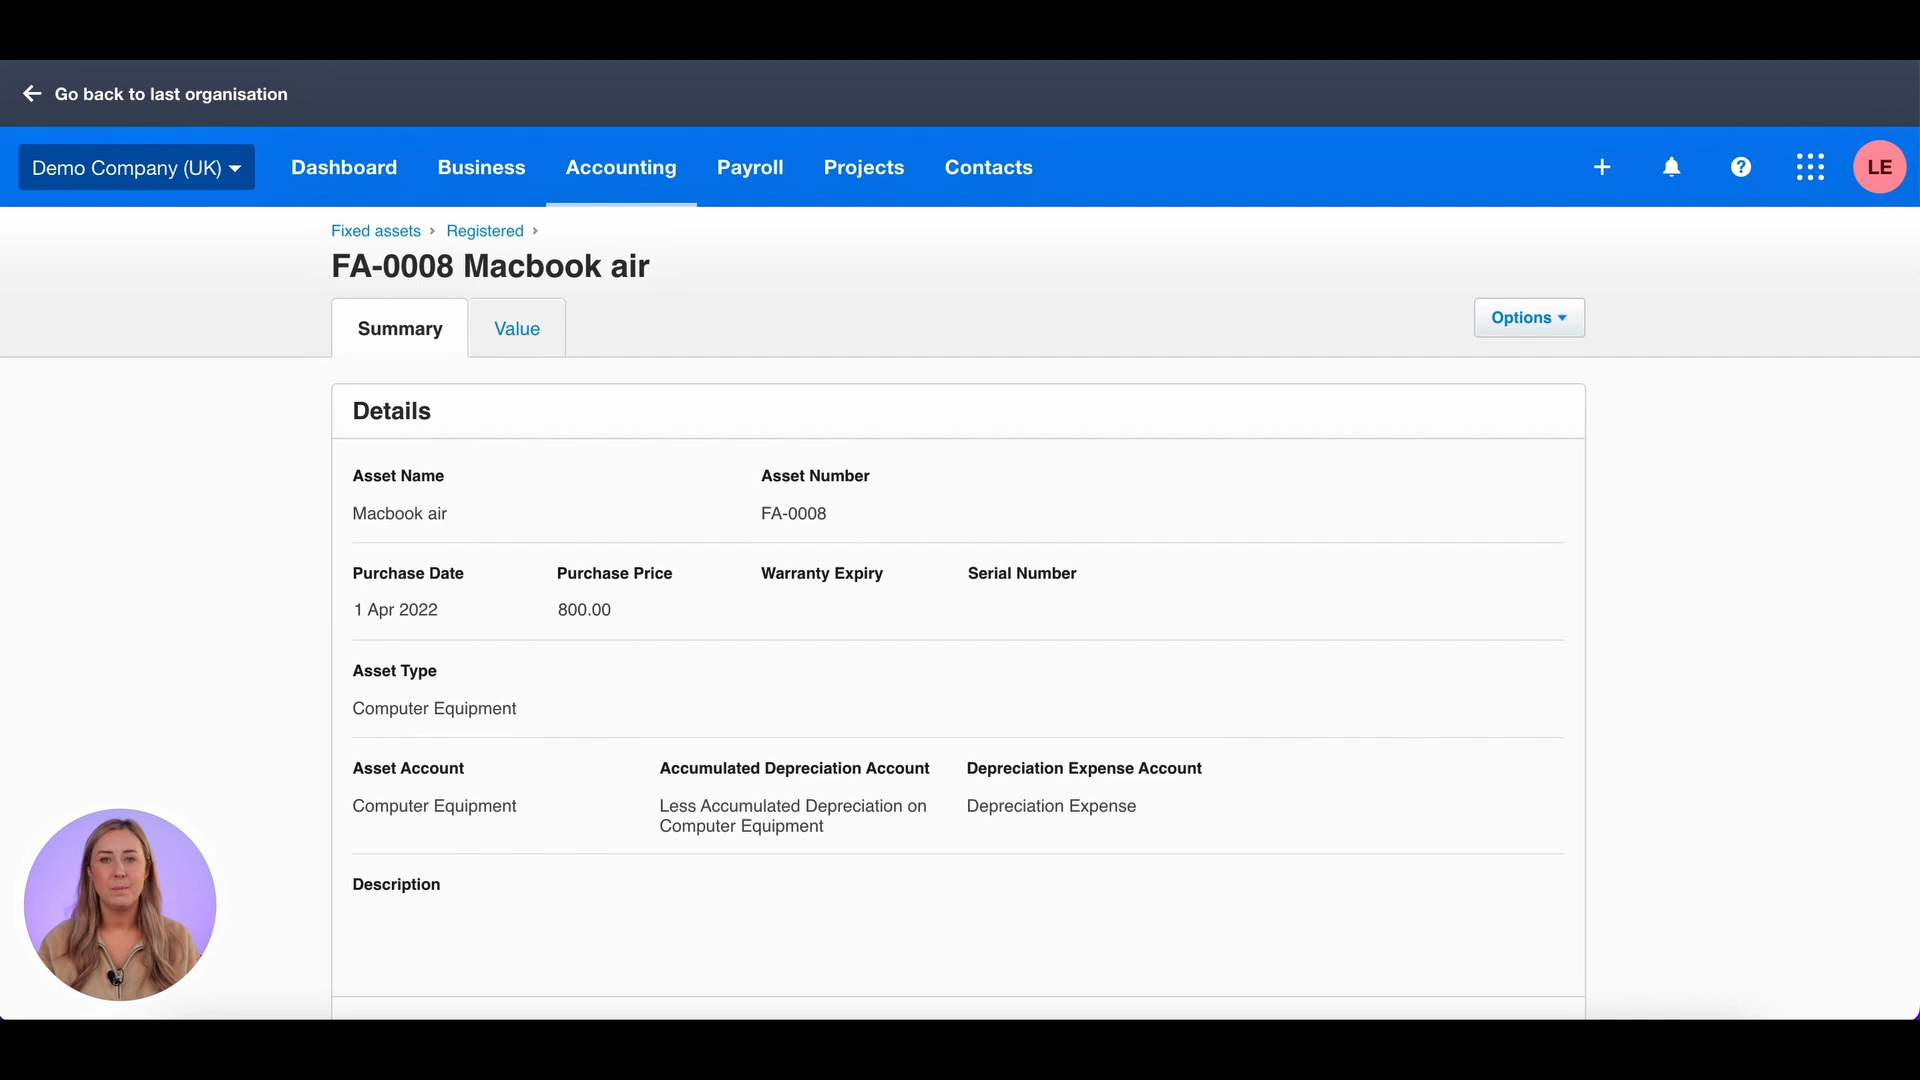 Go back to last organisation
Demo Company (UK) Dashboard Business Accounting Payroll Projects Contacts LE
Fixed assets Registered
FA-0008 Macbook air
Summary Value Options
Details
Asset Name Asset Number
Macbook air FA-0008
Purchase Date Purchase Price Warranty Expiry Serial Number
1 Apr 2022 800.00
Asset Type
Computer Equipment
Asset Account Accumulated Depreciation Account Depreciation Expense Account
Computer Equipment Less Accumulated Depreciation on Depreciation Expense
Computer Equipment
Description